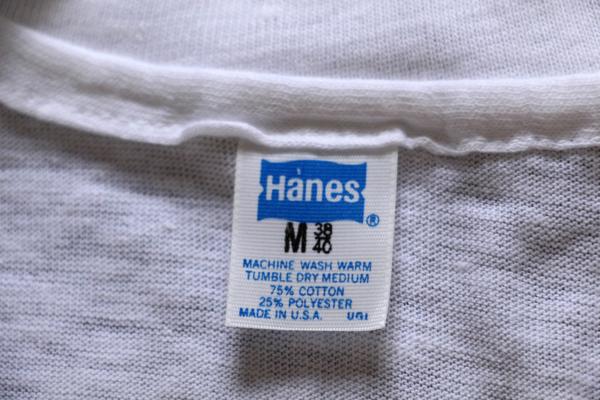 Hanes®
M 38
40
MACHINE WASH WARM
TUMBLE DRY MEDIUM
75% COTTON
25% POLYESTER
MADE IN U.S.A.